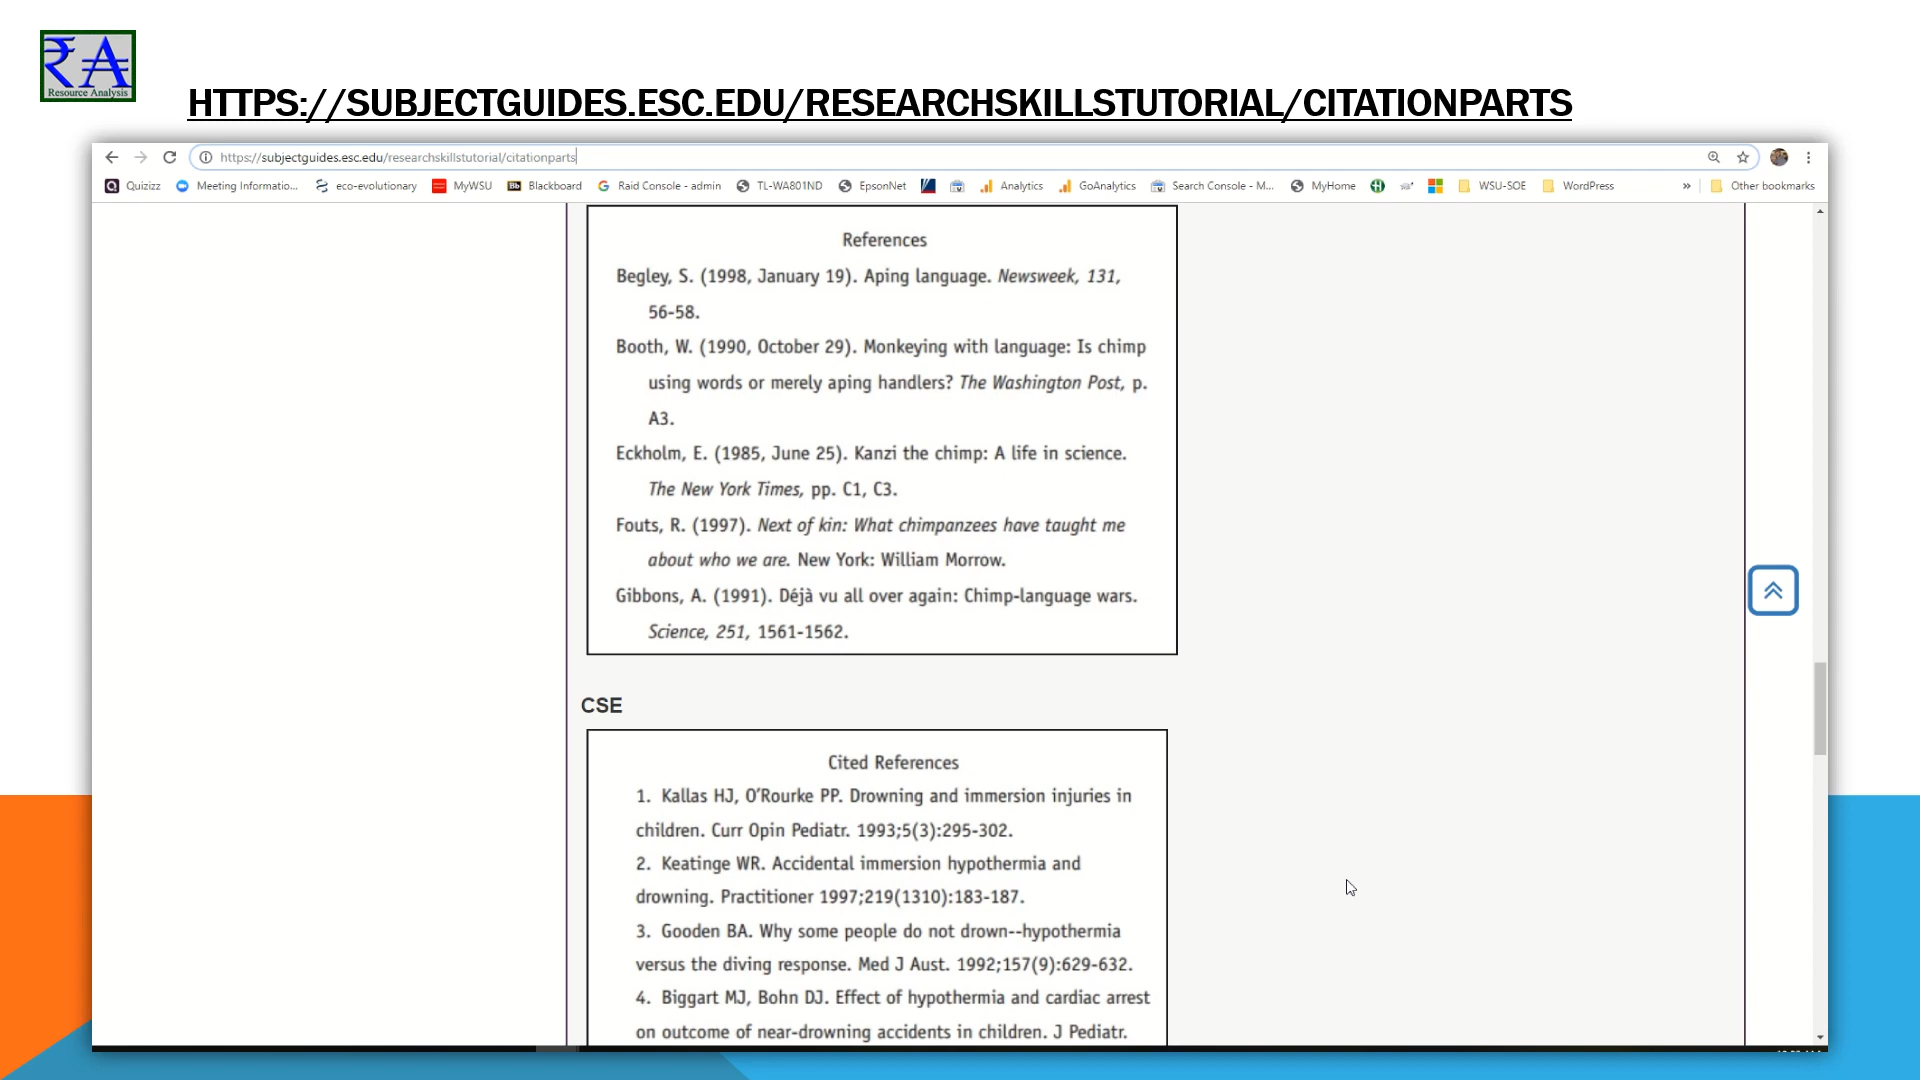 ₹A
Resource Analysis
HTTPS://SUBJECTGUIDES.ESC.EDU/RESEARCHSKILLSTUTORIAL/CITATIONPARTS
https://subjectguides.esc.edu/researchskillstutorial/citationparts
Quizizz Meeting Informatio... eco-evolutionary MyWSU Bb Blackboard Raid Console - admin TL-WA801ND EpsonNet Analytics GoAnalytics Search Console - M... MyHome WSU-SOE WordPress » Other bookmarks
References
Begley, S. (1998, January 19). Aping language. Newsweek, 131,
56-58.
Booth, W. (1990, October 29). Monkeying with language: Is chimp
using words or merely aping handlers? The Washington Post, p.
A3.
Eckholm, E. (1985, June 25). Kanzi the chimp: A life in science.
The New York Times, pp. C1, C3.
Fouts, R. (1997). Next of kin: What chimpanzees have taught me
about who we are. New York: William Morrow.
Gibbons, A. (1991). Déjà vu all over again: Chimp-language wars.
Science, 251, 1561-1562.
CSE
Cited References
1. Kallas HJ, O'Rourke PP. Drowning and immersion injuries in
children. Curr Opin Pediatr. 1993;5(3):295-302.
2. Keatinge WR. Accidental immersion hypothermia and
drowning. Practitioner 1997;219(1310):183-187.
3. Gooden BA. Why some people do not drown--hypothermia
versus the diving response. Med J Aust. 1992;157(9):629-632.
4. Biggart MJ, Bohn DJ. Effect of hypothermia and cardiac arrest
on outcome of near-drowning accidents in children. J Pediatr.